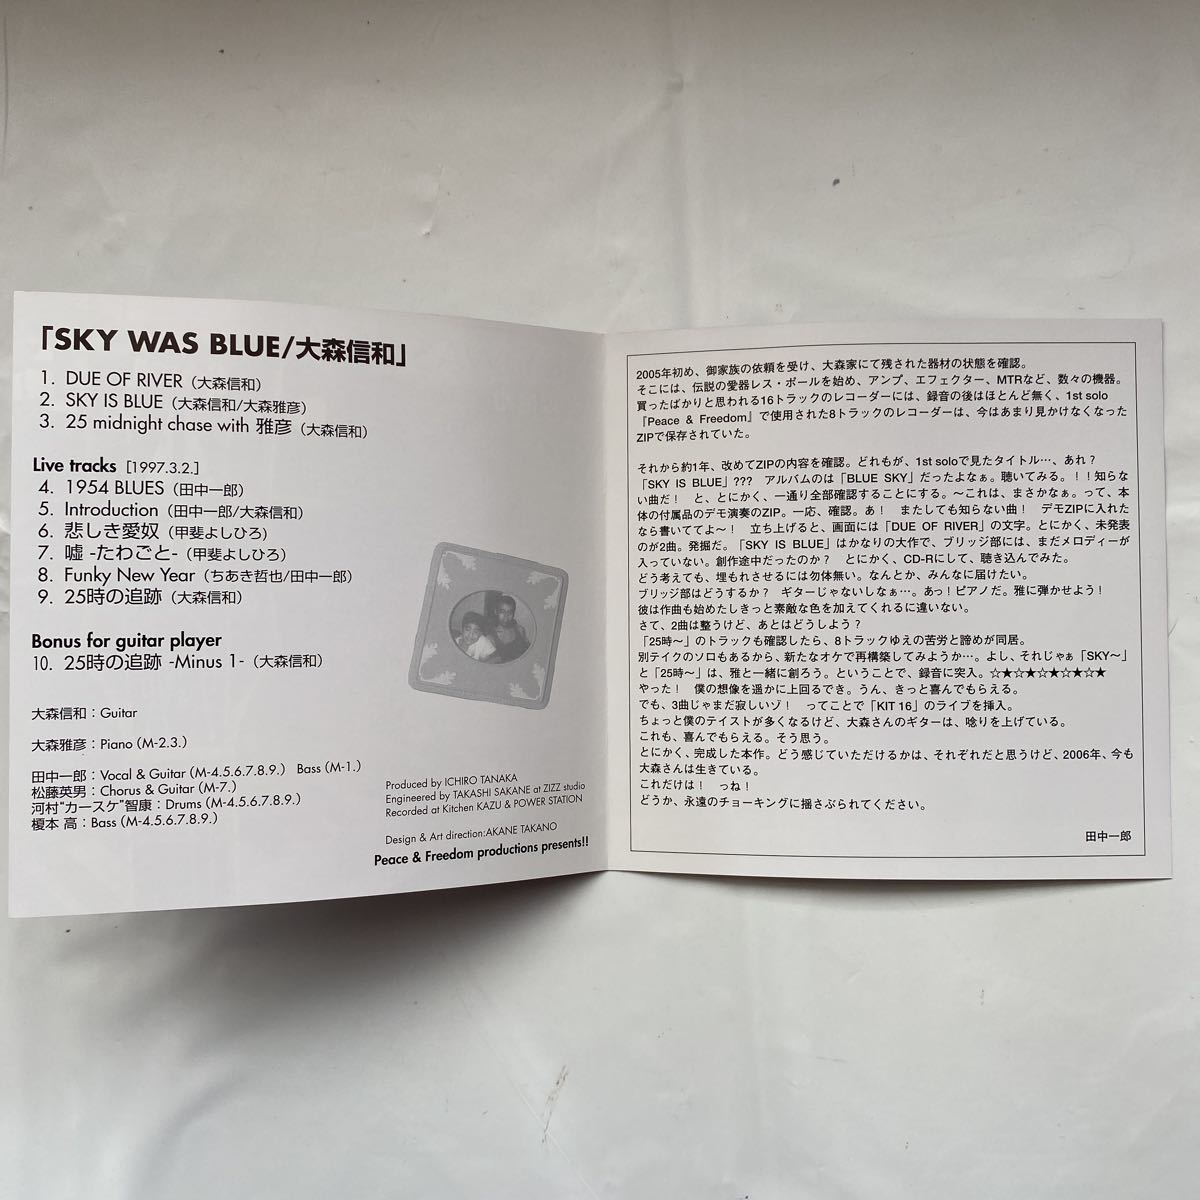 「SKY WAS BLUE/大森信和」
1. DUE OF RIVER（大森信和）
2. SKY IS BLUE（大森信和/大森雅彦）
3. 25 midnight chase with 雅彦（大森信和）
Live tracks [1997.3.2.]
4. 1954 BLUES（田中一郎）
5. Introduction（田中一郎/大森信和）
6. 悲しき愛奴（甲斐よしひろ）
7. 嘘 -たわごと-（甲斐よしひろ）
8. Funky New Year（ちあき哲也/田中一郎）
9. 25時の追跡（大森信和）
Bonus for guitar player
10. 25時の追跡 -Minus 1-（大森信和）
大森信和：Guitar
大森雅彦：Piano (M-2.3.)
田中一郎：Vocal & Guitar (M-4.5.6.7.8.9.) Bass (M-1.)
松藤英男：Chorus & Guitar (M-7.)
河村“カースケ”智康：Drums (M-4.5.6.7.8.9.)
榎本 高：Bass (M-4.5.6.7.8.9.)
Produced by ICHIRO TANAKA
Engineered by TAKASHI SAKANE at ZIZZ studio
Recorded at Kitchen KAZU & POWER STATION
Design & Art direction:AKANE TAKANO
Peace & Freedom productions presents!!
2005年初め、御家族の依頼を受け、大森家にて残された器材の状態を確認。
そこには、伝説の愛器レス・ポールを始め、アンプ、エフェクター、MTRなど、数々の機器。
買ったばかりと思われる16トラックのレコーダーには、録音の後はほとんど無く、1st solo
『Peace & Freedom』で使用された8トラックのレコーダーは、今はあまり見かけなくなった
ZIPで保存されていた。
それから約1年、改めてZIPの内容を確認。どれもが、1st soloで見たタイトル…、あれ？
「SKY IS BLUE」??? アルバムのは「BLUE SKY」だったよなぁ。聴いてみる。！！知らな
い曲だ！ と、とにかく、一通り全部確認することにする。〜これは、まさかなぁ。って、本
体の付属品のデモ演奏のZIP。一応、確認。あ！ またしても知らない曲！ デモZIPに入れた
なら書いててよ〜！ 立ち上げると、画面には「DUE OF RIVER」の文字。とにかく、未発表
のが2曲。発掘だ。「SKY IS BLUE」はかなりの大作で、ブリッジ部には、まだメロディーが
入っていない。創作途中だったのか？ とにかく、CD-Rにして、聴き込んでみた。
どう考えても、埋もれさせるには勿体無い。なんとか、みんなに届けたい。
ブリッジ部はどうするか？ ギターじゃないしなぁ…。あっ！ピアノだ。雅に弾かせよう！
彼は作曲も始めたしきっと素敵な色を加えてくれるに違いない。
さて、2曲は整うけど、あとはどうしよう？
「25時〜」のトラックも確認したら、8トラックゆえの苦労と諦めが同居。
別テイクのソロもあるから、新たなオケで再構築してみようか…。よし、それじゃぁ「SKY〜」
と「25時〜」は、雅と一緒に創ろう。ということで、録音に突入。☆★☆★☆★☆★☆★
やった！ 僕の想像を遥かに上回るでき。うん、きっと喜んでもらえる。
でも、3曲じゃまだ寂しいゾ！ ってことで「KIT 16」のライブを挿入。
ちょっと僕のテイストが多くなるけど、大森さんのギターは、唸りを上げている。
これも、喜んでもらえる。そう思う。
とにかく、完成した本作。どう感じていただけるかは、それぞれだと思うけど、2006年、今も
大森さんは生きている。
これだけは！ っね！
どうか、永遠のチョーキングに揺さぶられてください。
田中一郎